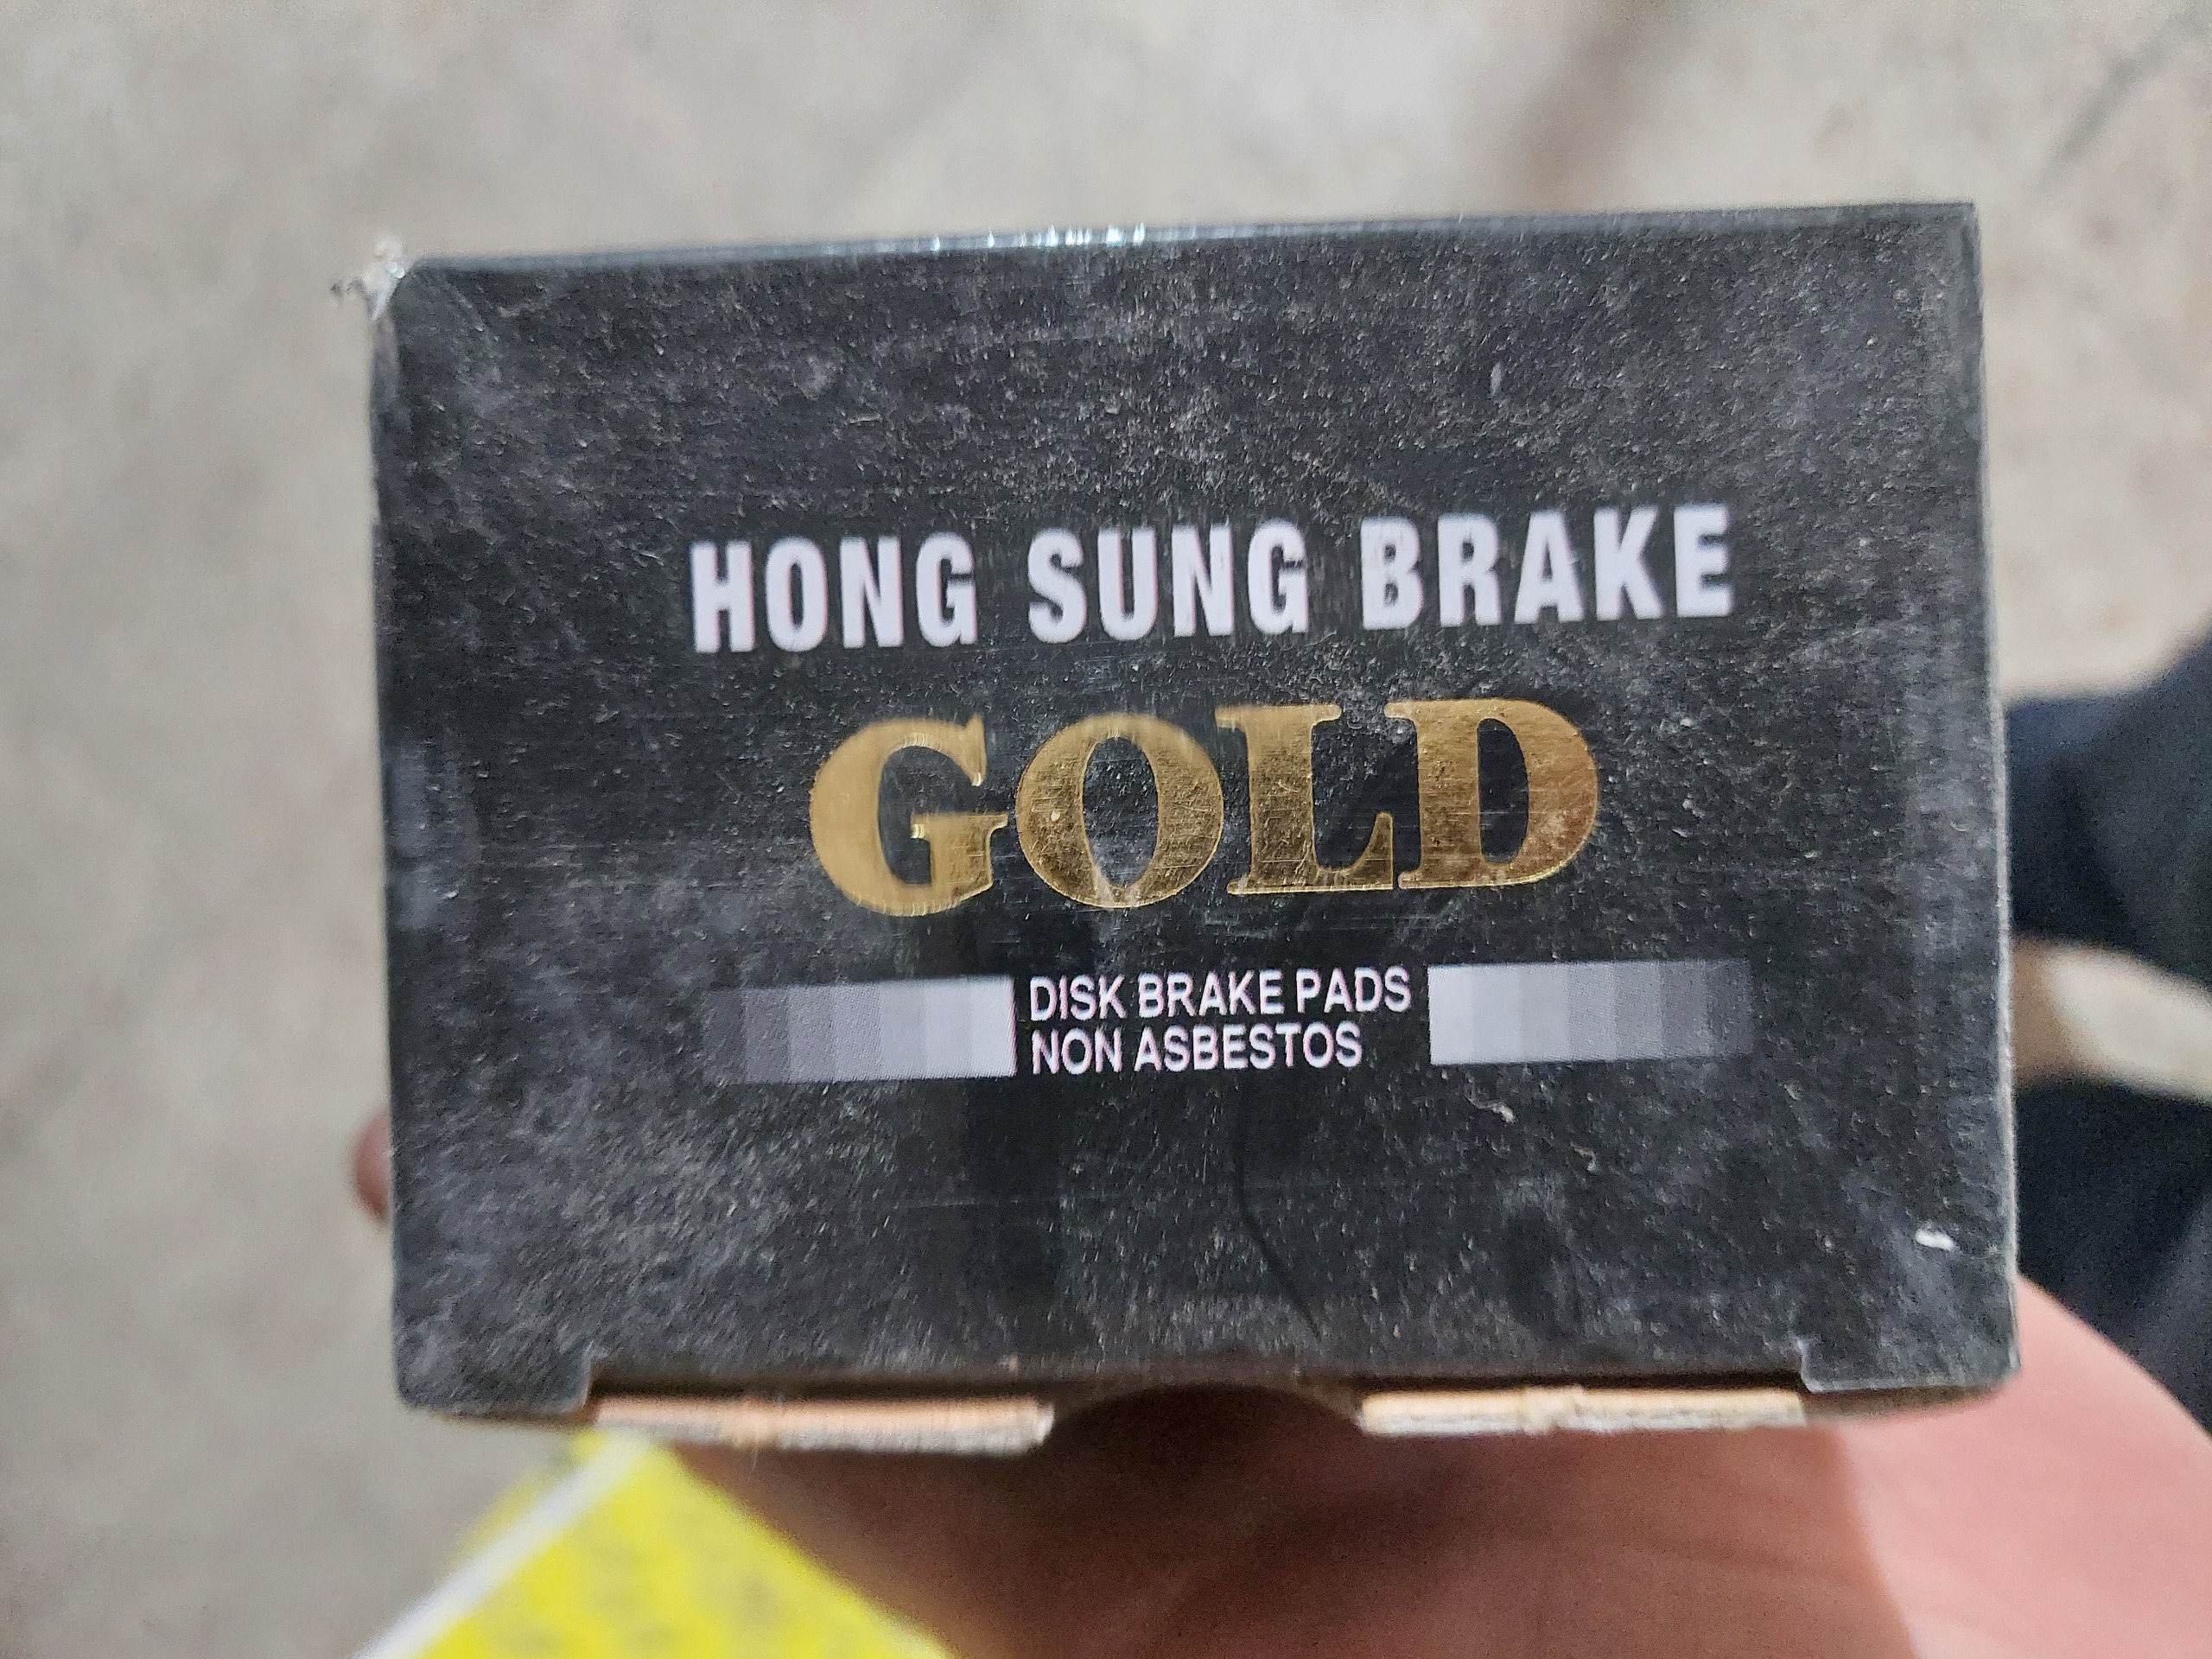 HONG SUNG BRAKE
GOLD
DISK BRAKE PADS
NON ASBESTOS